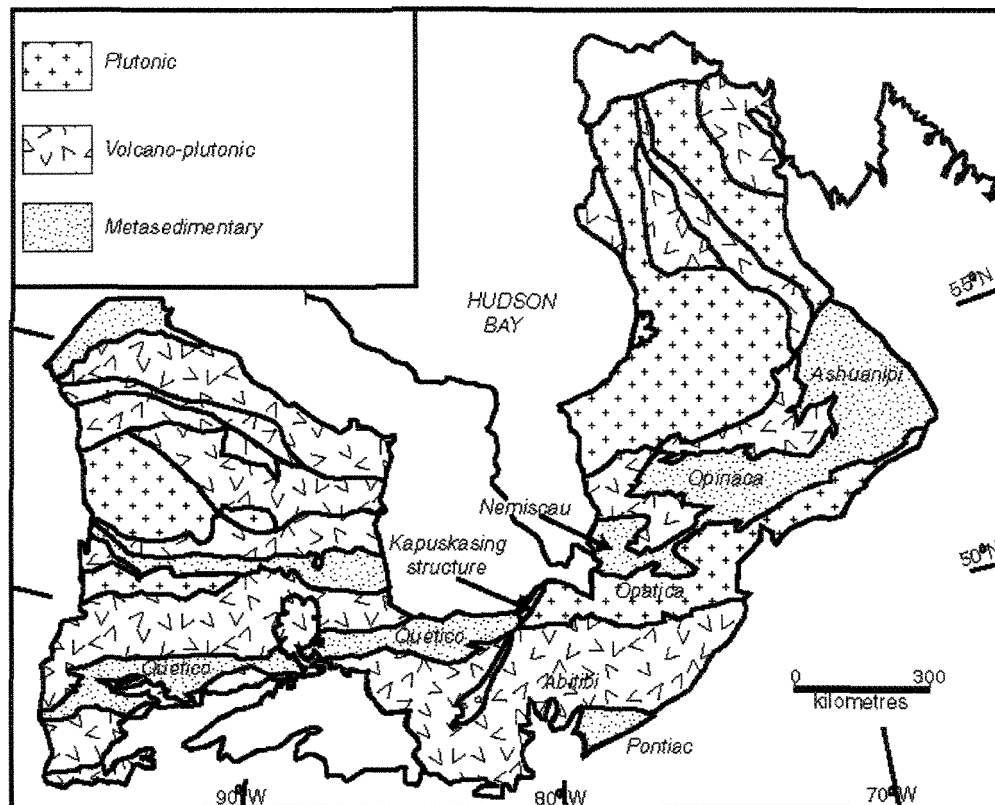 Plutonic
Volcano-plutonic
Metasedimentary
HUDSON
BAY
55°N
Ashuanipi
Opinaca
Nemiscau
Kapuskasing
structure
50°N
Opatica
Quetico
Quetico
Abitibi
0 300
kilometres
Pontiac
90°W
80°W
70°W